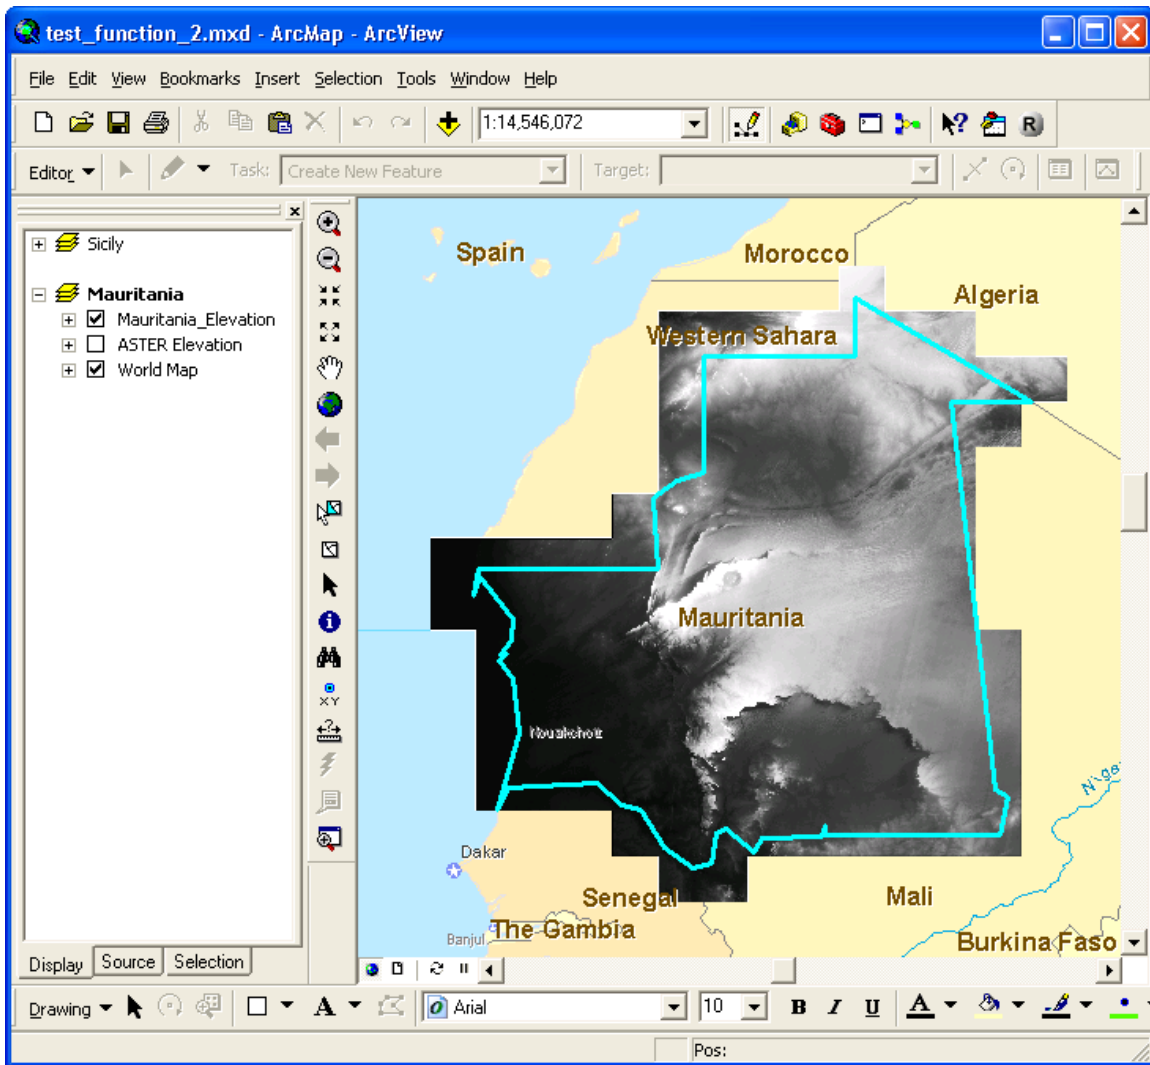 test_function_2.mxd - ArcMap - ArcView
File Edit View Bookmarks Insert Selection Tools Window Help
1:14,546,072
R
Editor Task: Create New Feature Target:
Sicily
Mauritania
Mauritania_Elevation
ASTER Elevation
World Map
XY
Spain
Morocco
Algeria
Western Sahara
Mauritania
Nouakchott
Dakar
Senegal
Mali
Banjul
The Gambia
Burkina Faso
Display Source Selection
Drawing A Arial 10 B I U A
Pos: